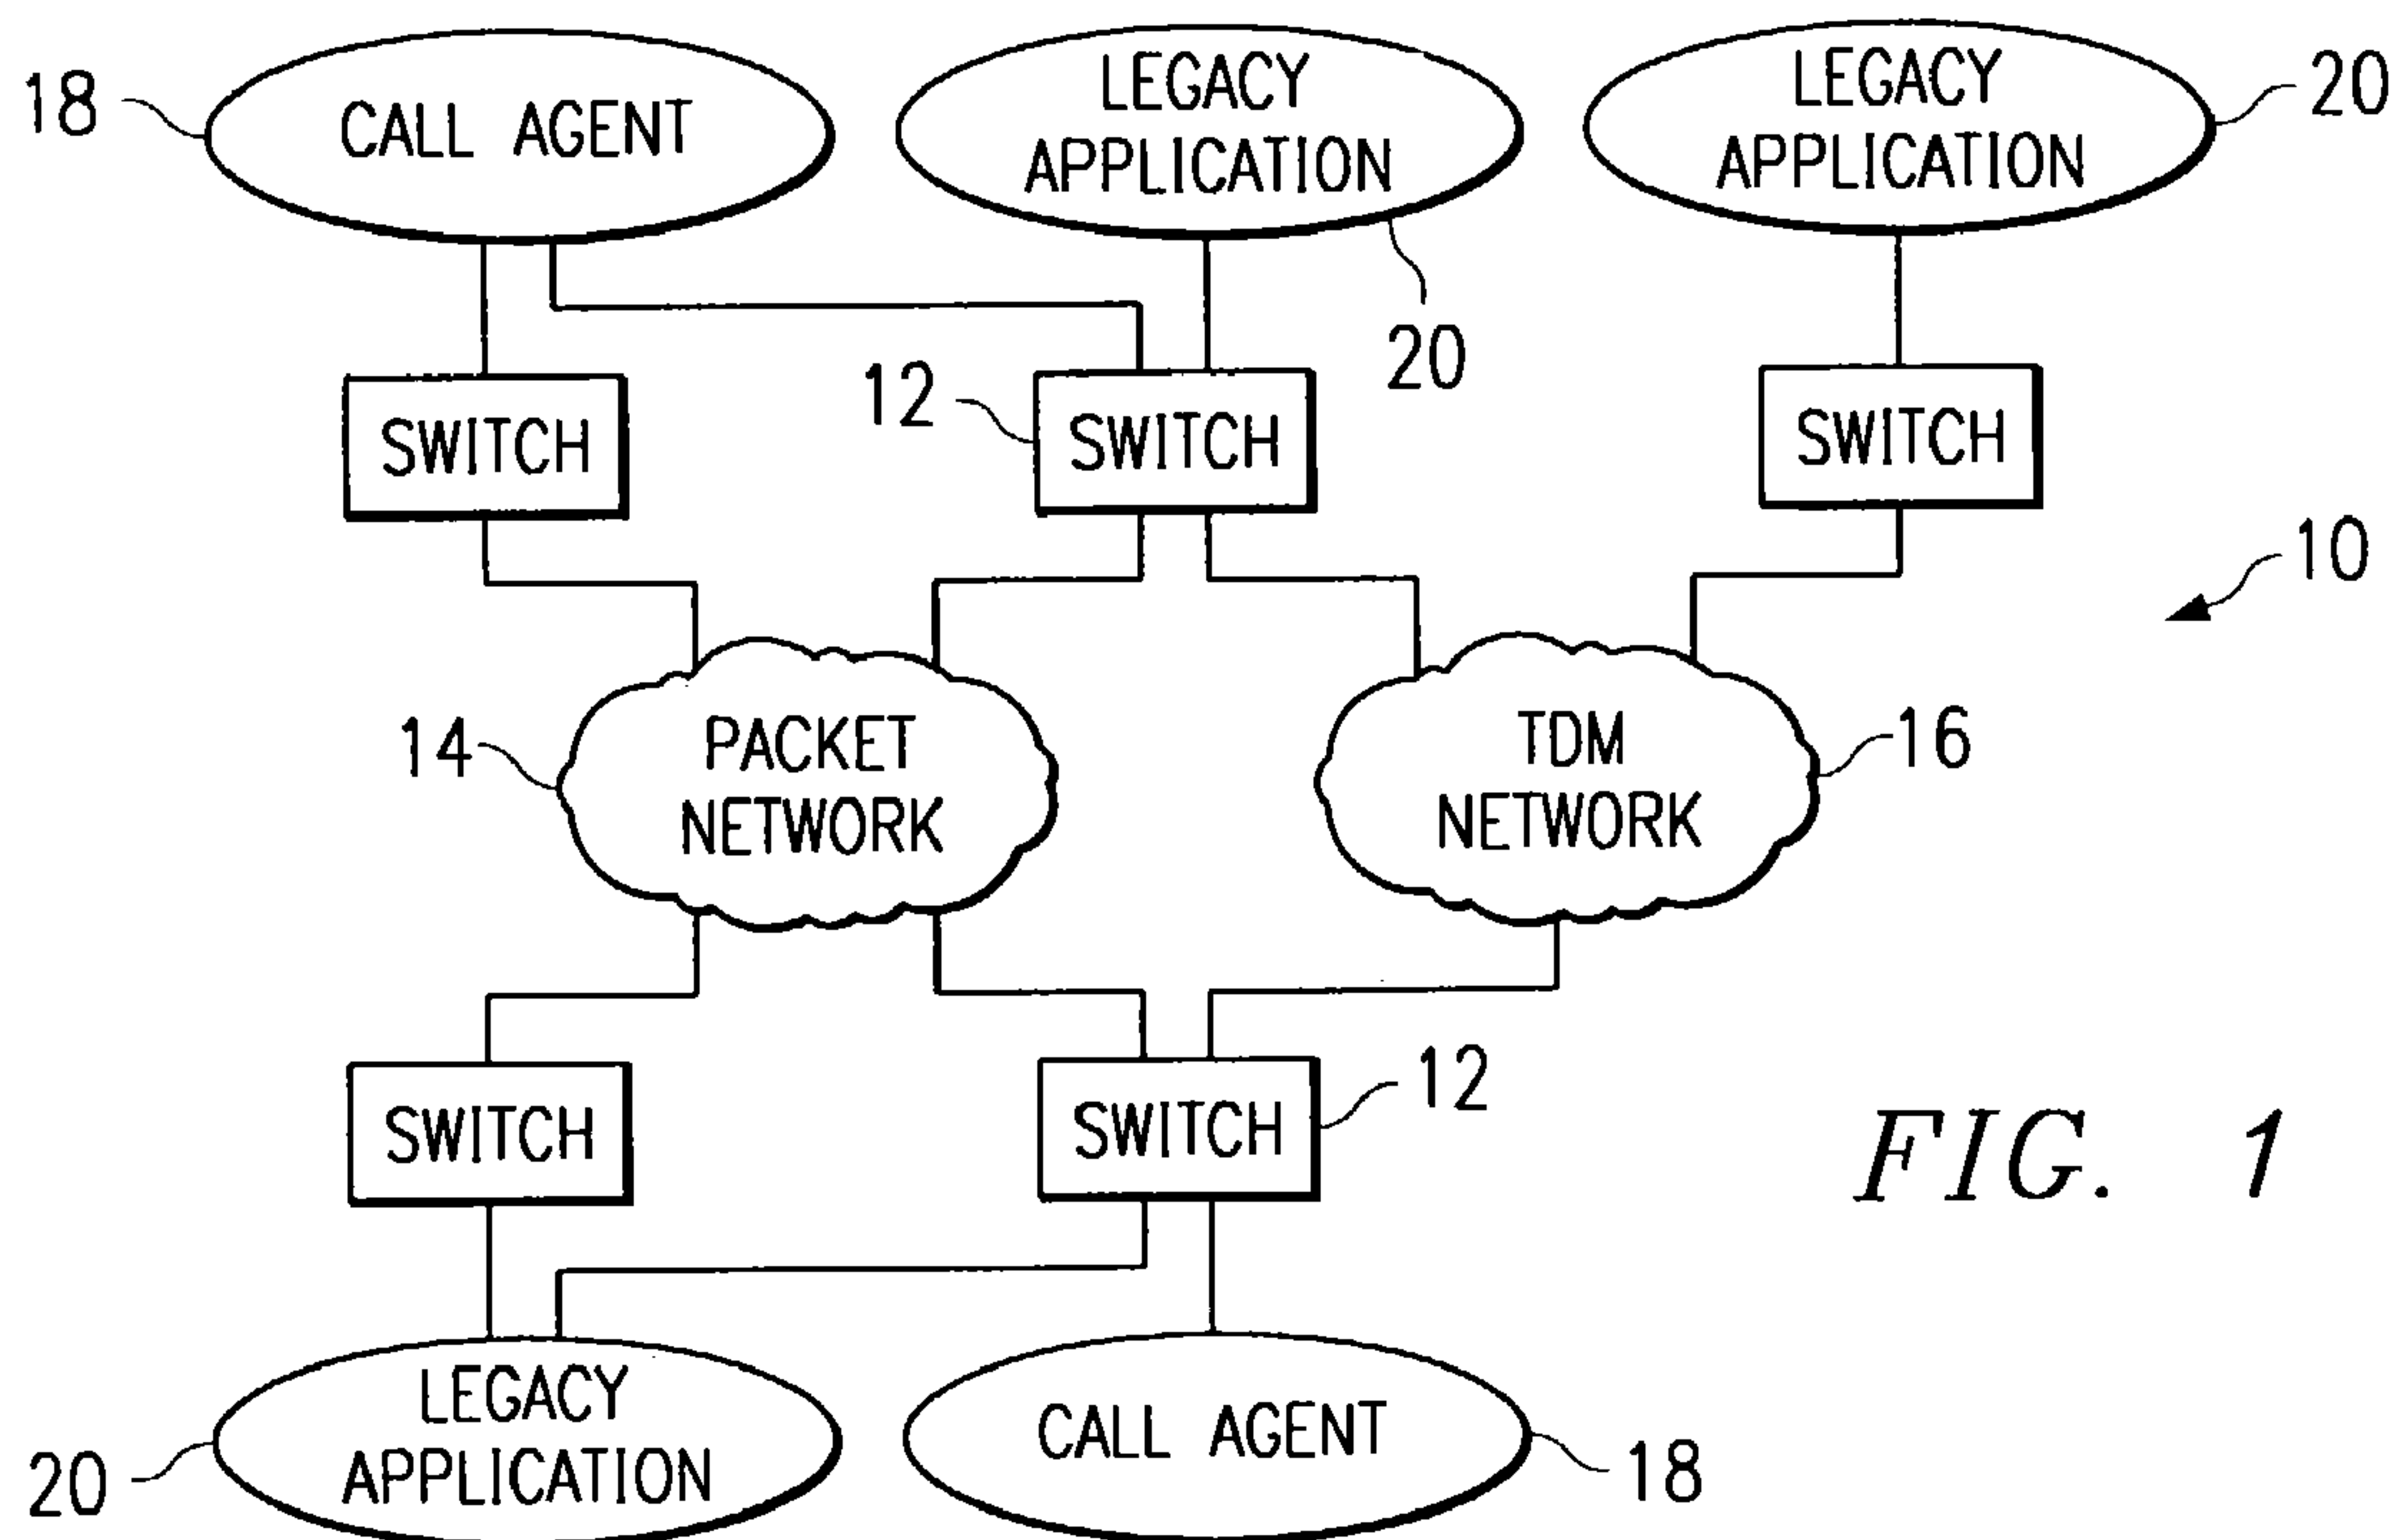 18
CALL AGENT
LEGACY
APPLICATION
20
LEGACY
APPLICATION
20
SWITCH
12
SWITCH
SWITCH
10
14
PACKET
NETWORK
TDM
NETWORK
16
SWITCH
SWITCH
12
FIG. 1
20
LEGACY
APPLICATION
CALL AGENT
18